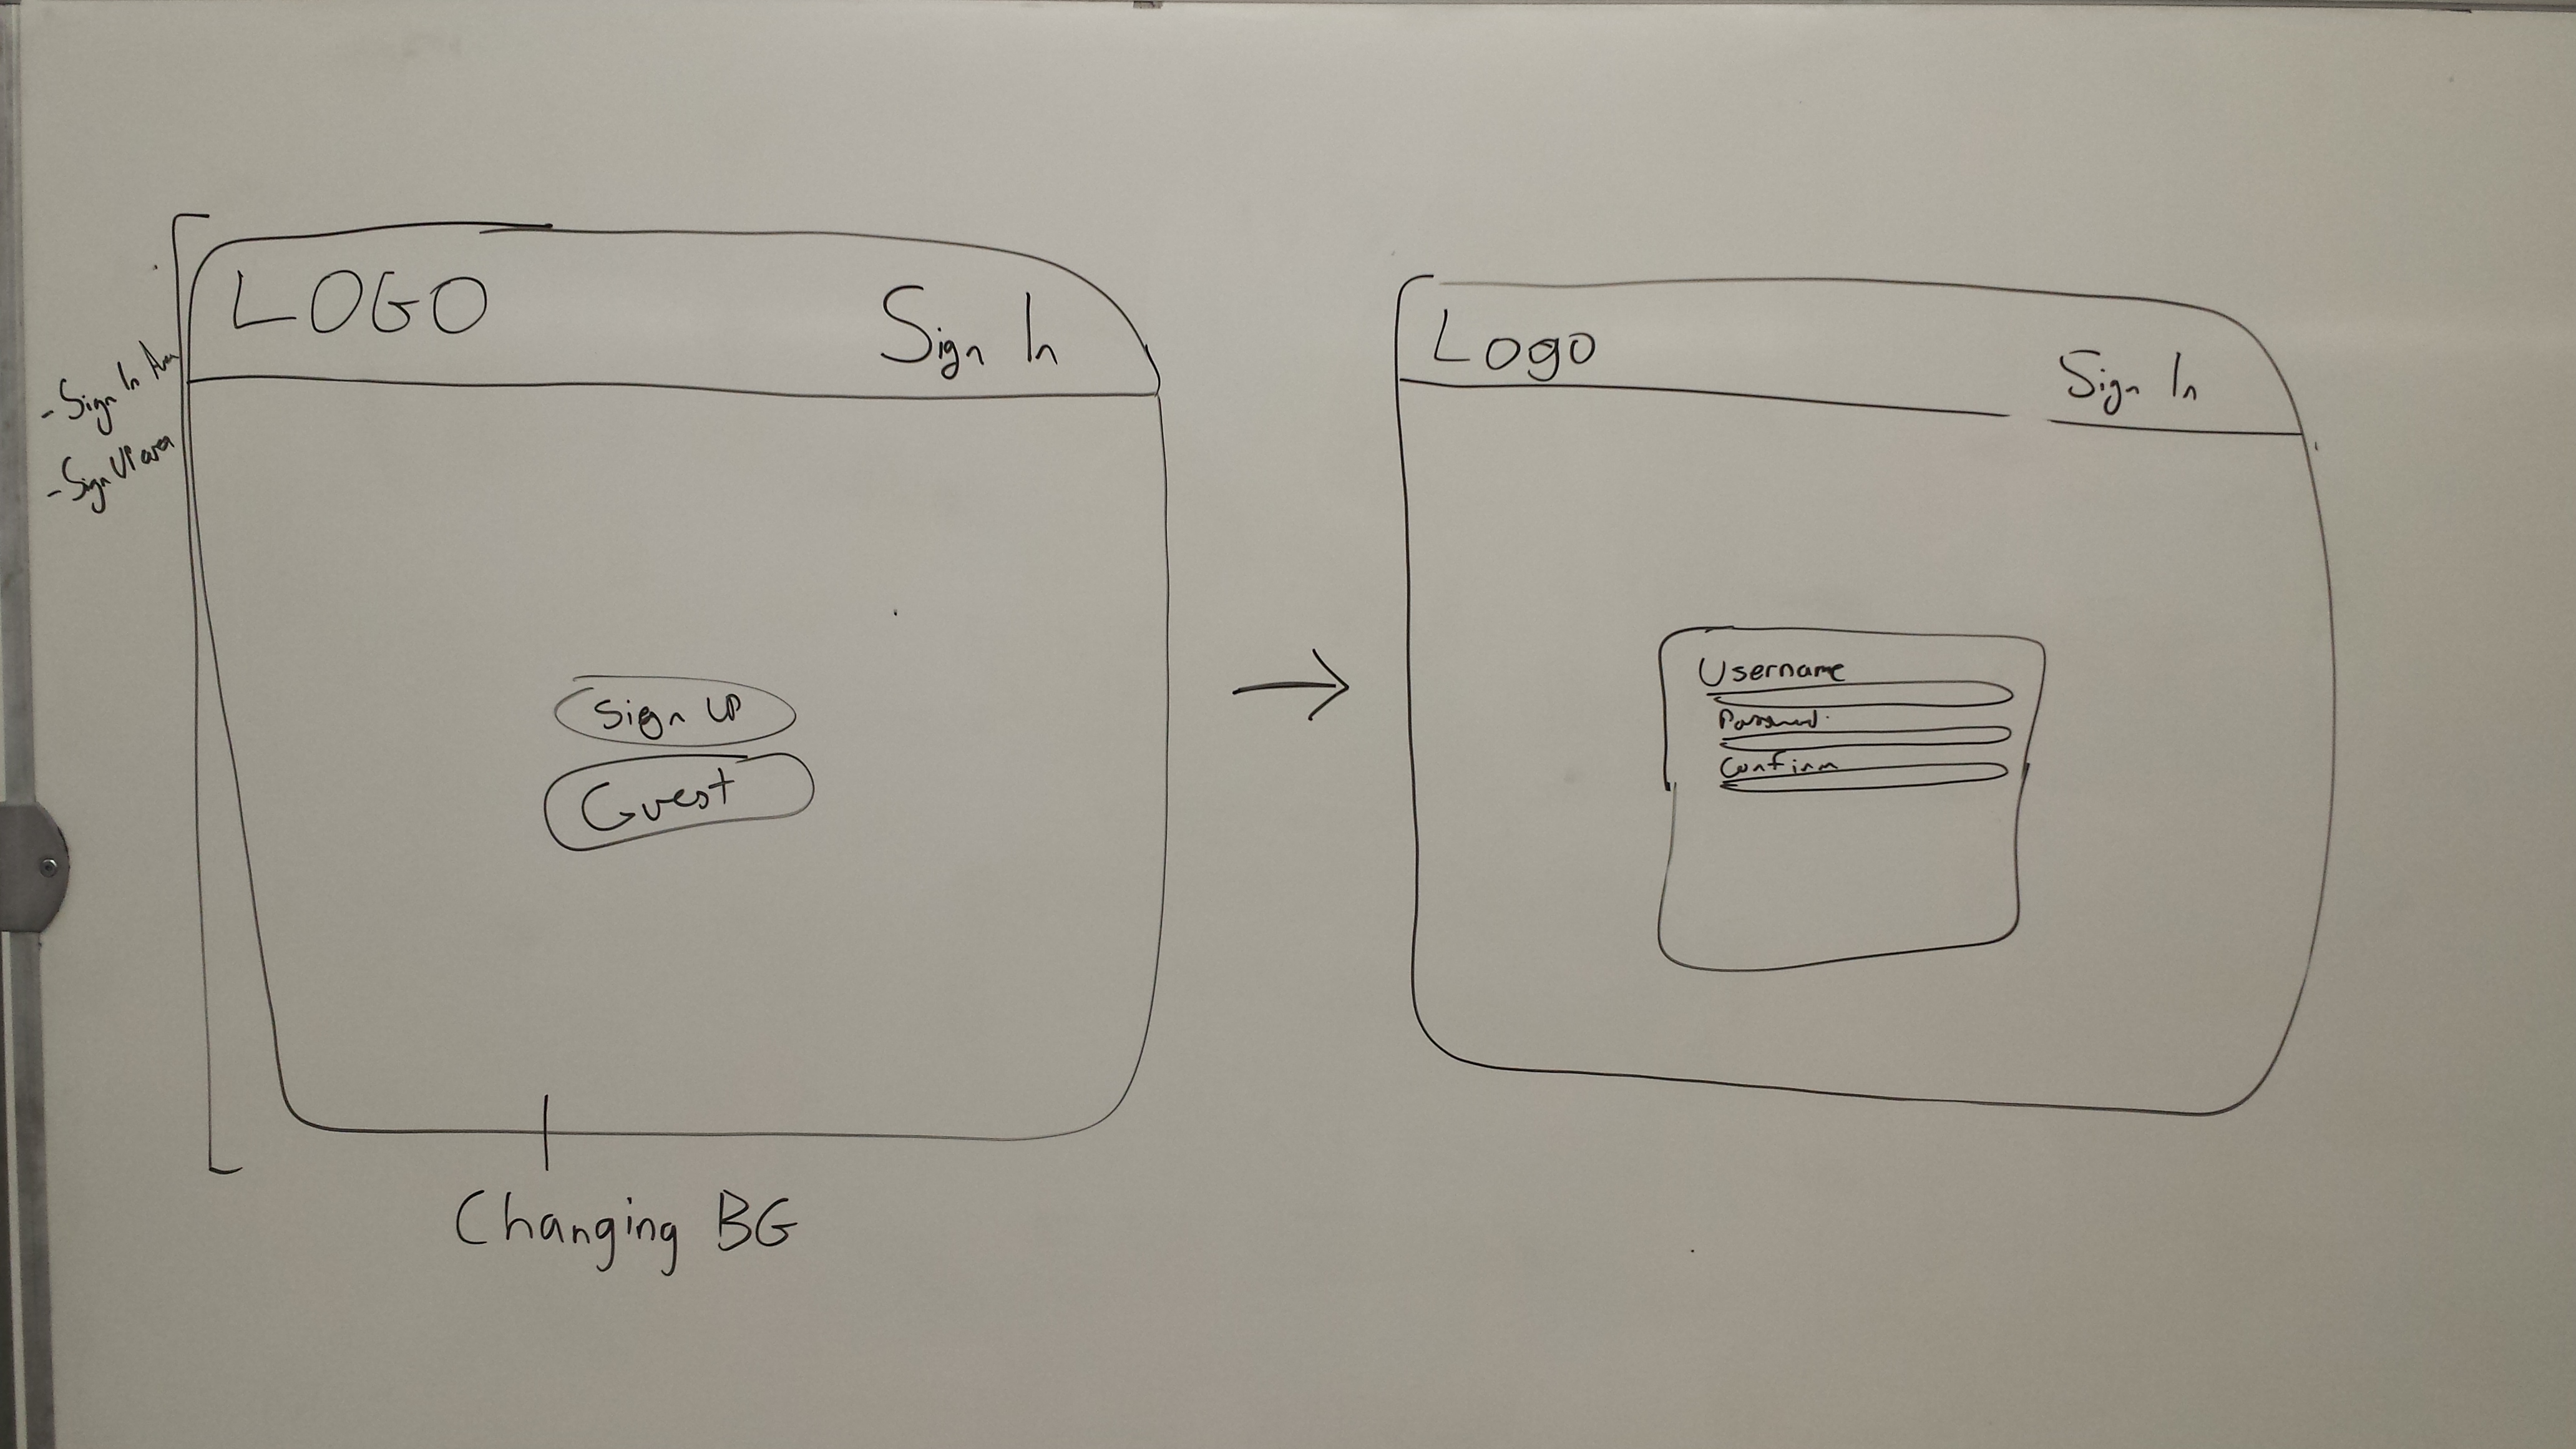 LOGO
Sign In
- Sign In Area
- Sign UP area
Sign UP
Guest
Changing BG
Logo
Sign In
Username
Password
Confirm